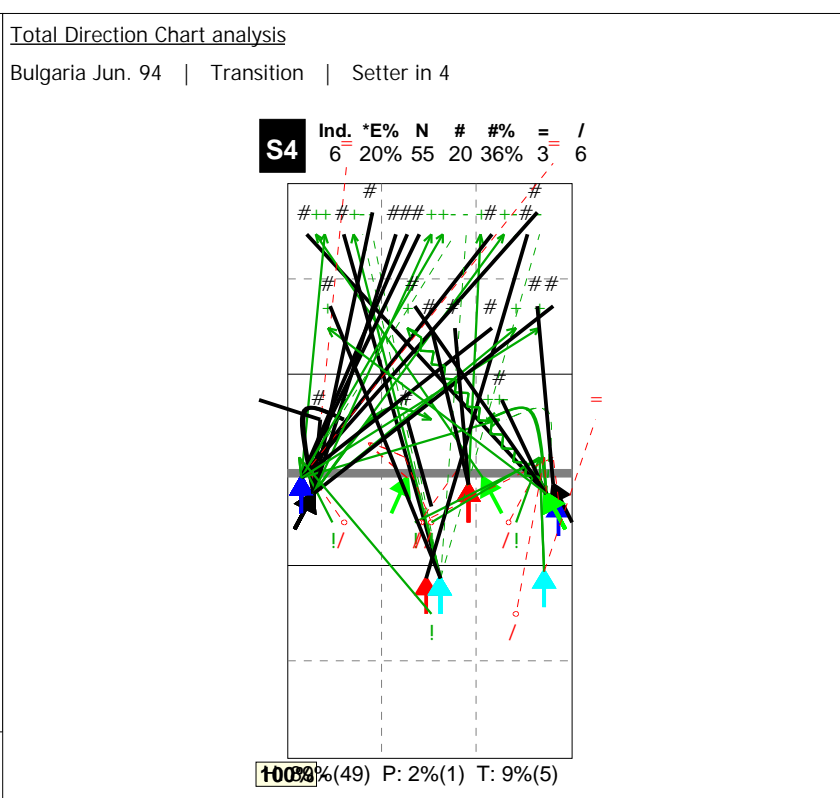 Total Direction Chart analysis
Bulgaria Jun. 94 | Transition | Setter in 4
S4
Ind. *E% N # #% = /
6 20% 55 20 36% 3 6
=
=
#
#
# ++ # +- ### ++-- +# +- # -
# # ##
+ # + # # # + +
#
# # ++
=
! / ! / / !
!
/
100% %(49) P: 2%(1) T: 9%(5)